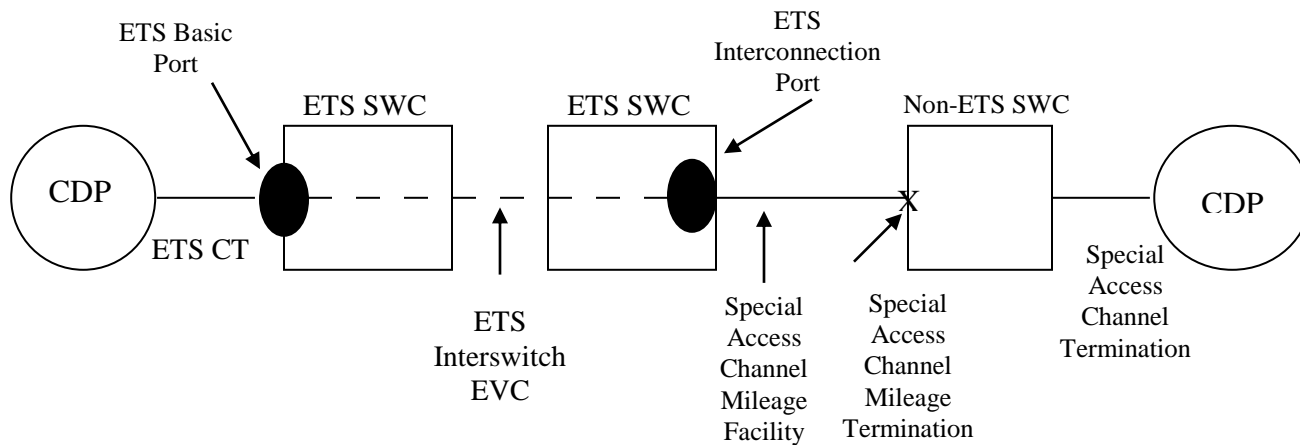 ETS Basic
Port
ETS
Interconnection
Port
ETS SWC
ETS SWC
Non-ETS SWC
CDP
X
CDP
ETS CT
ETS
Interswitch
EVC
Special
Access
Channel
Mileage
Facility
Special
Access
Channel
Mileage
Termination
Special
Access
Channel
Termination